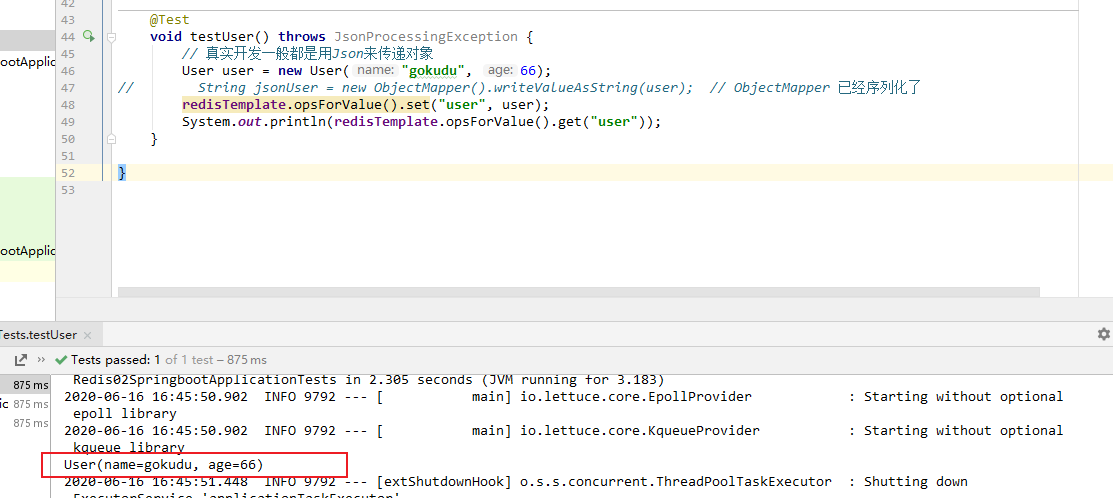 42
43 @Test
44 void testUser() throws JsonProcessingException {
45 // 真实开发一般都是用Json来传递对象
ootApplic
46 User user = new User( name: "gokudu", age: 66);
47 // String jsonUser = new ObjectMapper().writeValueAsString(user); // ObjectMapper 已经序列化了
48 redisTemplate.opsForValue().set("user", user);
49 System.out.println(redisTemplate.opsForValue().get("user"));
50 }
51
52 }
53
ootApplic
Tests.testUser ×
Tests passed: 1 of 1 test – 875 ms
875 ms Redis02SpringbootApplicationTests in 2.305 seconds (JVM running for 3.183)
ic 875 ms 2020-06-16 16:45:50.902 INFO 9792 --- [ main] io.lettuce.core.EpollProvider : Starting without optional
875 ms epoll library
2020-06-16 16:45:50.902 INFO 9792 --- [ main] io.lettuce.core.KqueueProvider : Starting without optional
kqueue library
User(name=gokudu, age=66)
2020-06-16 16:45:51.448 INFO 9792 --- [extShutdownHook] o.s.s.concurrent.ThreadPoolTaskExecutor : Shutting down
ExecutorService 'applicationTaskExecutor'